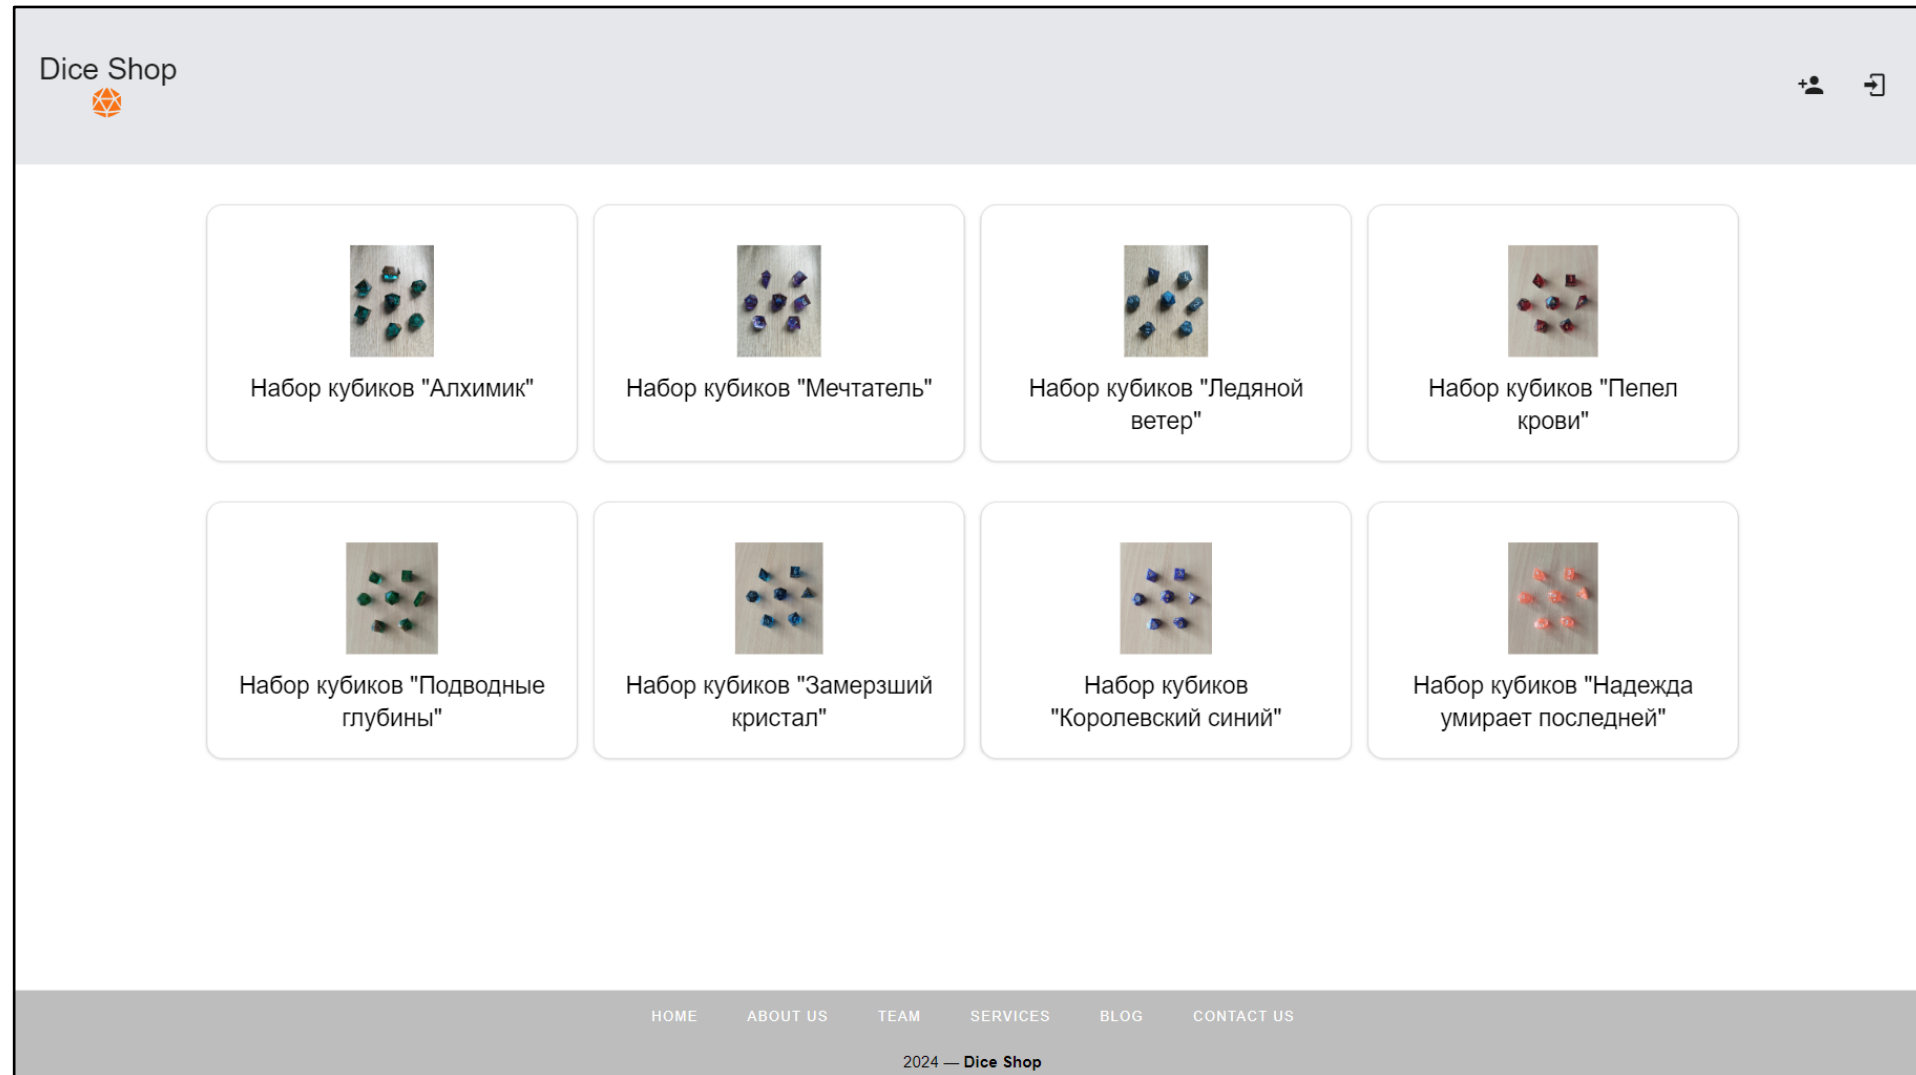 Dice Shop
Набор кубиков "Алхимик"
Набор кубиков "Мечтатель"
Набор кубиков "Ледяной
ветер"
Набор кубиков "Пепел
крови"
Набор кубиков "Подводные
глубины"
Набор кубиков "Замерзший
кристал"
Набор кубиков
"Королевский синий"
Набор кубиков "Надежда
умирает последней"
HOME ABOUT US TEAM SERVICES BLOG CONTACT US
2024 — Dice Shop